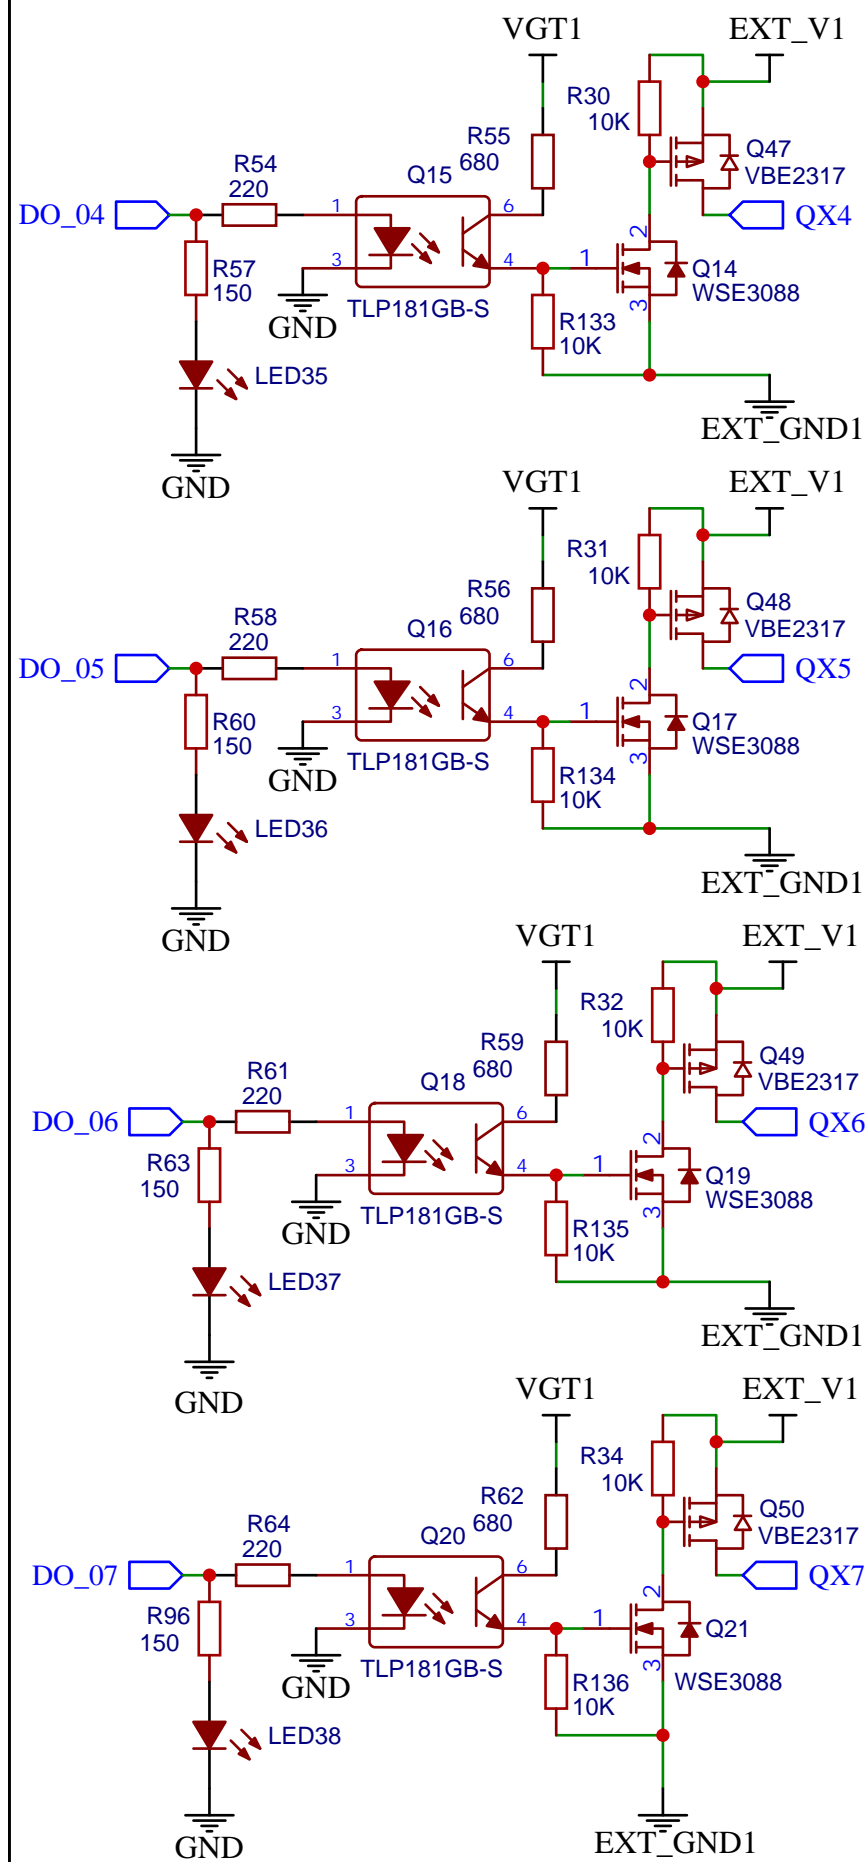 VGT1
EXT_V1
R30
10K
R55
680
Q47
VBE2317
R54
220
Q15
DO_04
1
6
QX4
2
R57
150
3
4
1
Q14
WSE3088
GND
TLP181GB-S
3
R133
10K
LED35
EXT_GND1
GND
VGT1
EXT_V1
R31
10K
R56
680
Q48
VBE2317
R58
220
Q16
DO_05
1
6
QX5
2
R60
150
3
4
1
Q17
WSE3088
GND
TLP181GB-S
3
R134
10K
LED36
EXT_GND1
GND
VGT1
EXT_V1
R32
10K
R59
680
Q49
VBE2317
R61
220
Q18
DO_06
1
6
QX6
2
R63
150
3
4
1
Q19
WSE3088
GND
TLP181GB-S
3
R135
10K
LED37
EXT_GND1
GND
VGT1
EXT_V1
R34
10K
R62
680
Q50
VBE2317
R64
220
Q20
DO_07
1
6
QX7
2
R96
150
3
4
1
Q21
WSE3088
GND
TLP181GB-S
3
R136
10K
LED38
EXT_GND1
GND